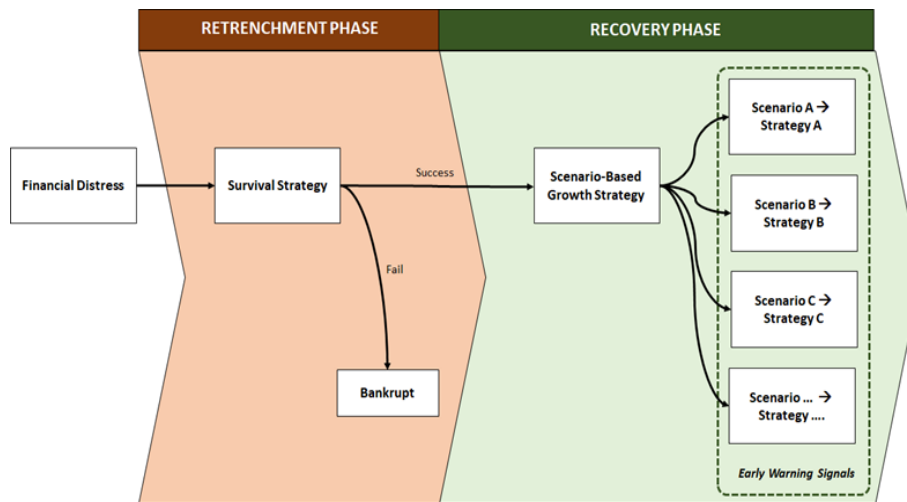 RETRENCHMENT PHASE
RECOVERY PHASE
Financial Distress
Survival Strategy
Success
Fail
Bankrupt
Scenario-Based
Growth Strategy
Scenario A →
Strategy A
Scenario B →
Strategy B
Scenario C →
Strategy C
Scenario ... →
Strategy ....
Early Warning Signals